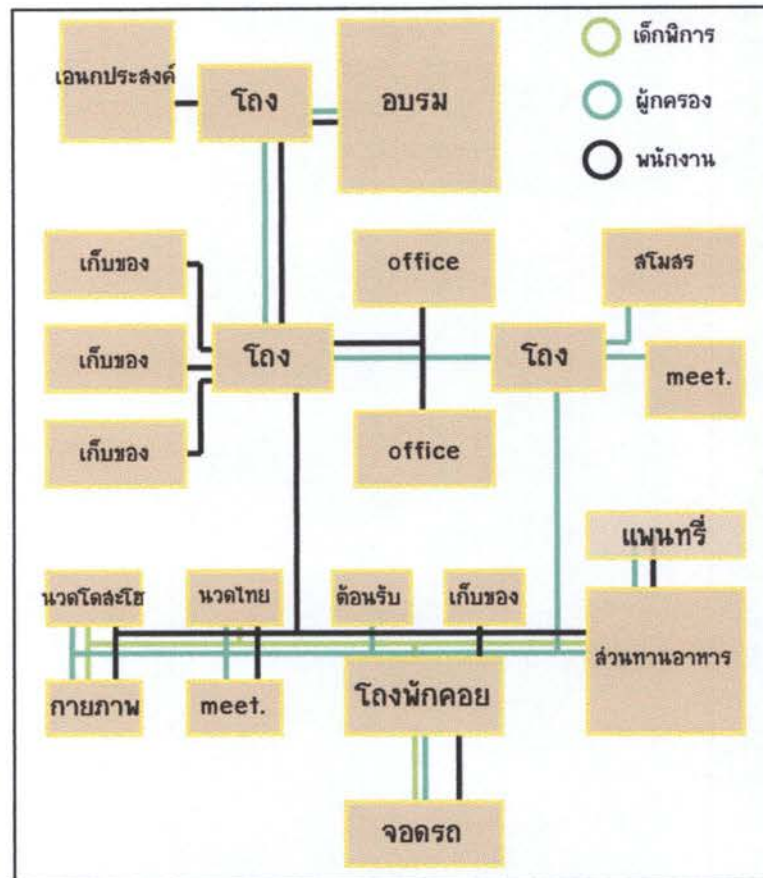 เอนกประสงค์
โถง
อบรม
เด็กพิการ
ผู้กครอง
พนักงาน
เก็บของ
office
สโมสร
เก็บของ
โถง
โถง
meet.
เก็บของ
office
แพนทรี่
นวดโดสะโฮ
นวดไทย
ต้อนรับ
เก็บของ
ส่วนทานอาหาร
กายภาพ
meet.
โถงพักคอย
จอดรถ